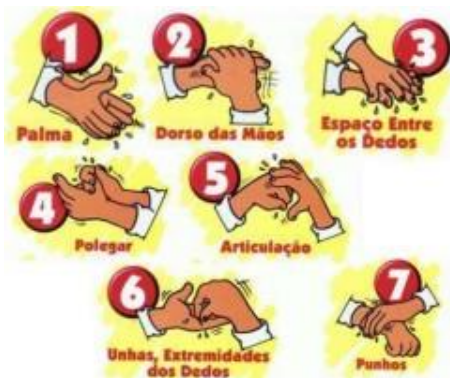 1
Palma
2
Dorso das Mãos
3
Espaço Entre
os Dedos
4
Polegar
5
Articulação
6
Unhas, Extremidades
dos Dedos
7
Punhos